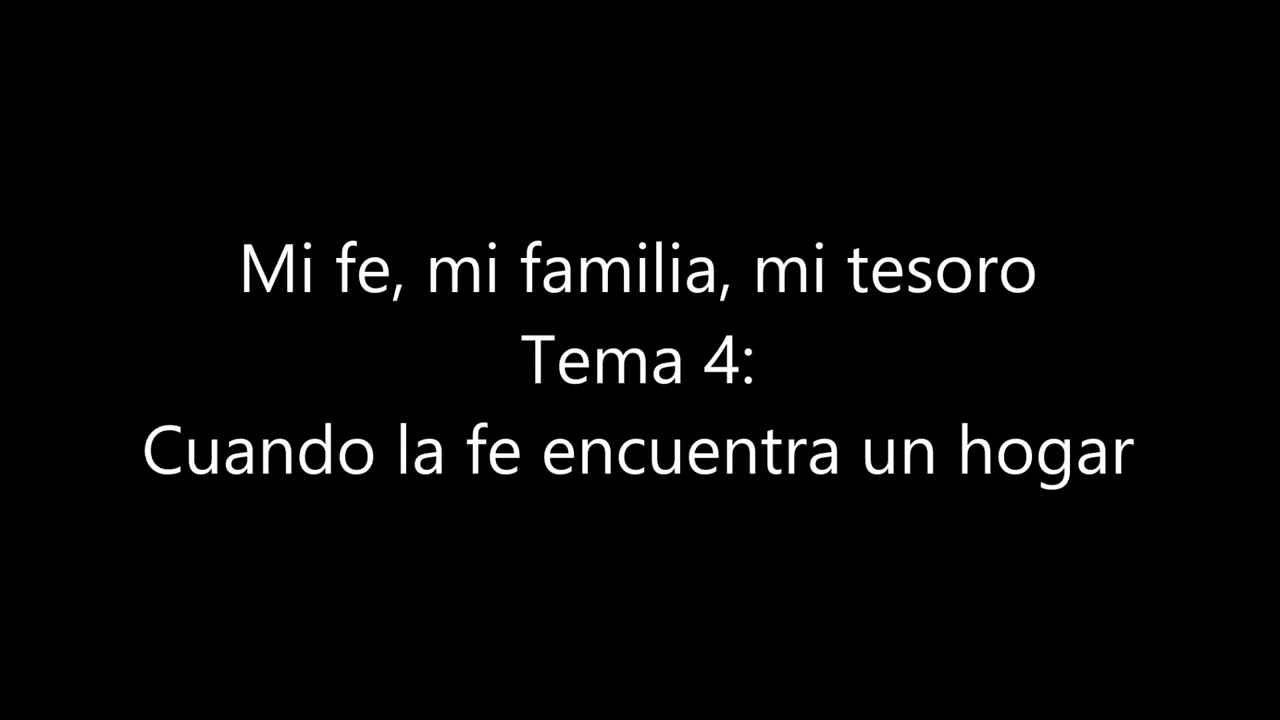 Mi fe, mi familia, mi tesoro
Tema 4:
Cuando la fe encuentra un hogar